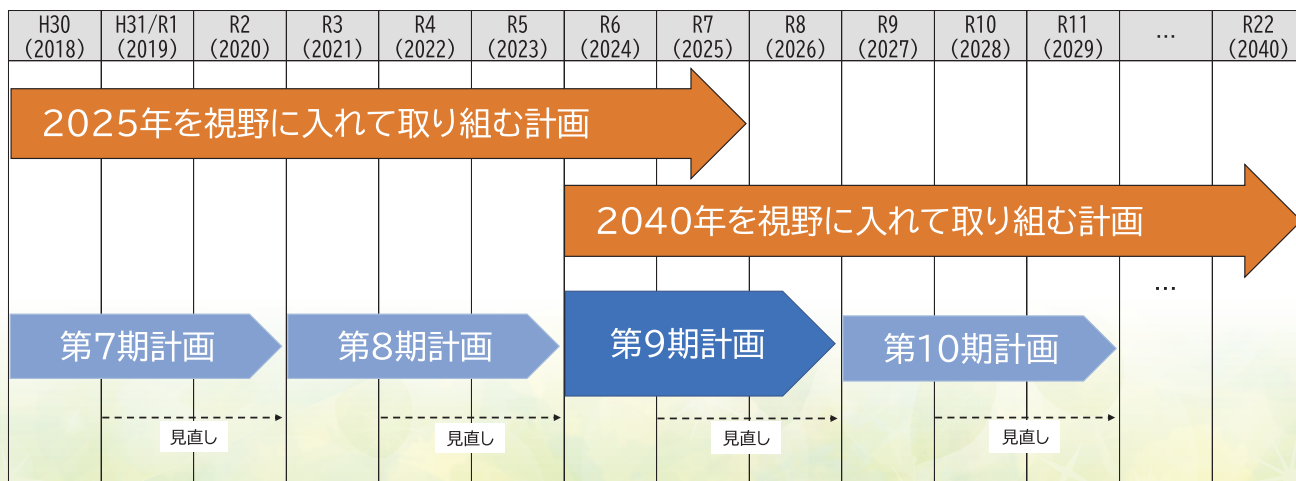 H30 H31/R1 R2 R3 R4 R5 R6 R7 R8 R9 R10 R11 … R22
(2018) (2019) (2020) (2021) (2022) (2023) (2024) (2025) (2026) (2027) (2028) (2029) (2040)
2025年を視野に入れて取り組む計画
2040年を視野に入れて取り組む計画
…
第7期計画 第8期計画 第9期計画 第10期計画
見直し 見直し 見直し 見直し